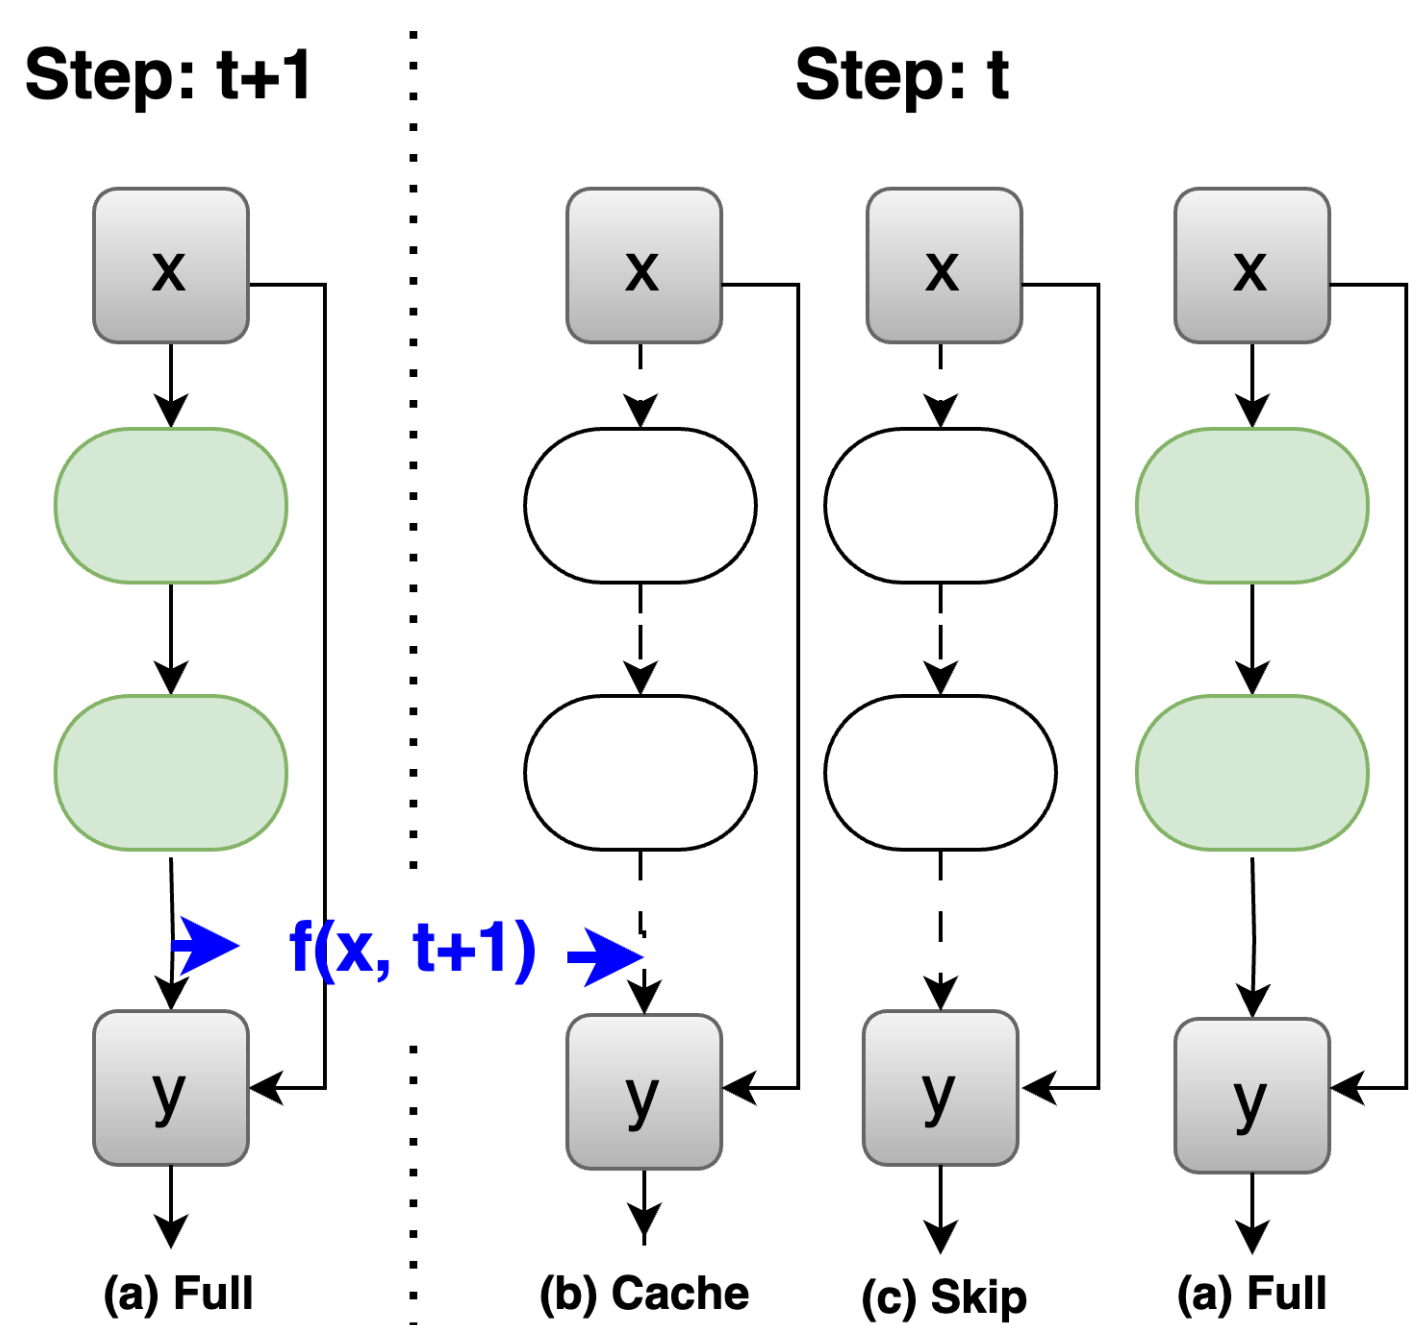 Step: t+1
Step: t
x
x
x
x
f(x, t+1)
y
y
y
y
(a) Full
(b) Cache
(c) Skip
(a) Full